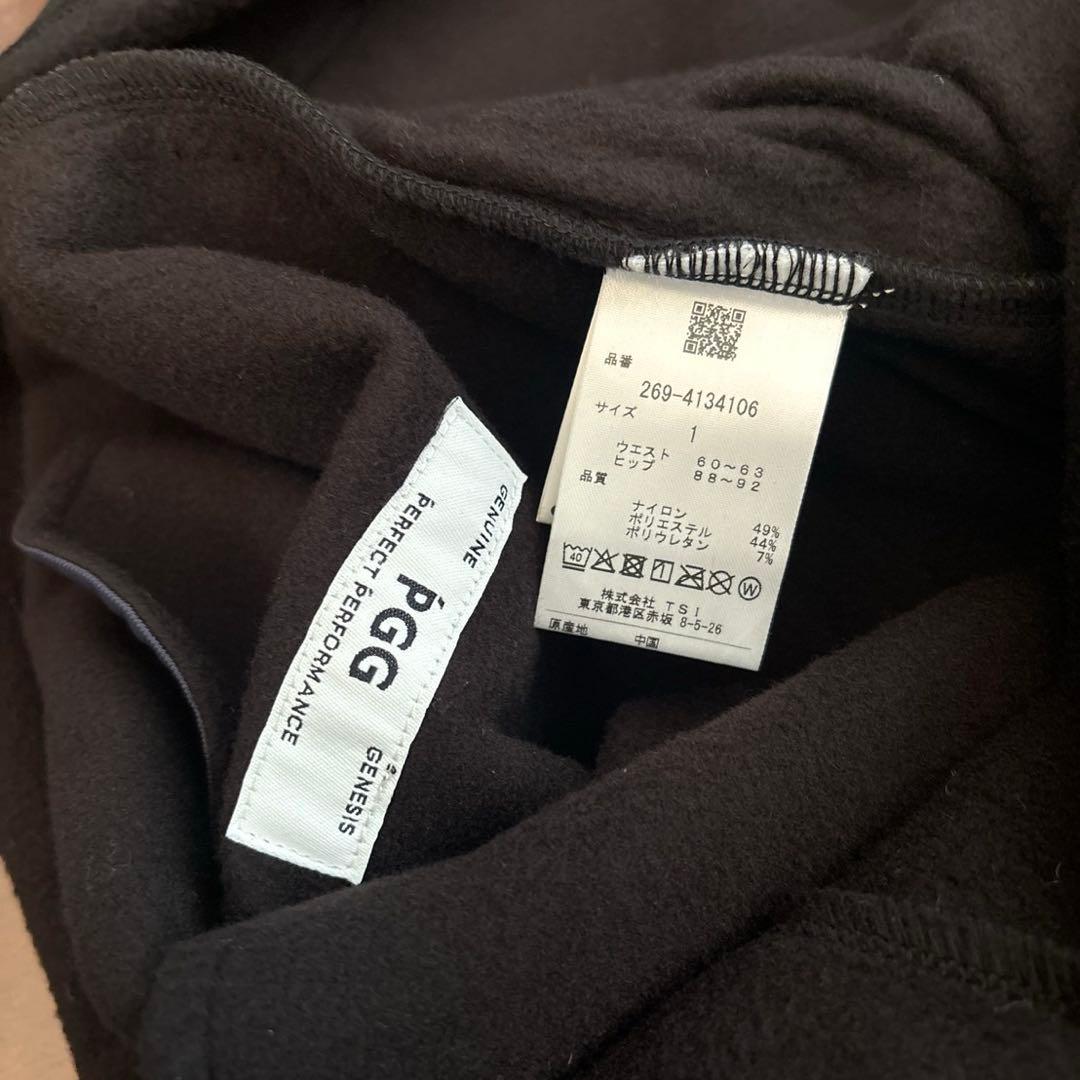 品番
269-4134106
サイズ
1
ウエスト 60～63
ヒップ 88～92
品質
ナイロン 49%
ポリエステル 44%
ポリウレタン 7%
40
W
株式会社 TSI
東京都港区赤坂 8-5-26
原産地 中国
GENUINE
PGG
PERFECT PERFORMANCE
GENESIS